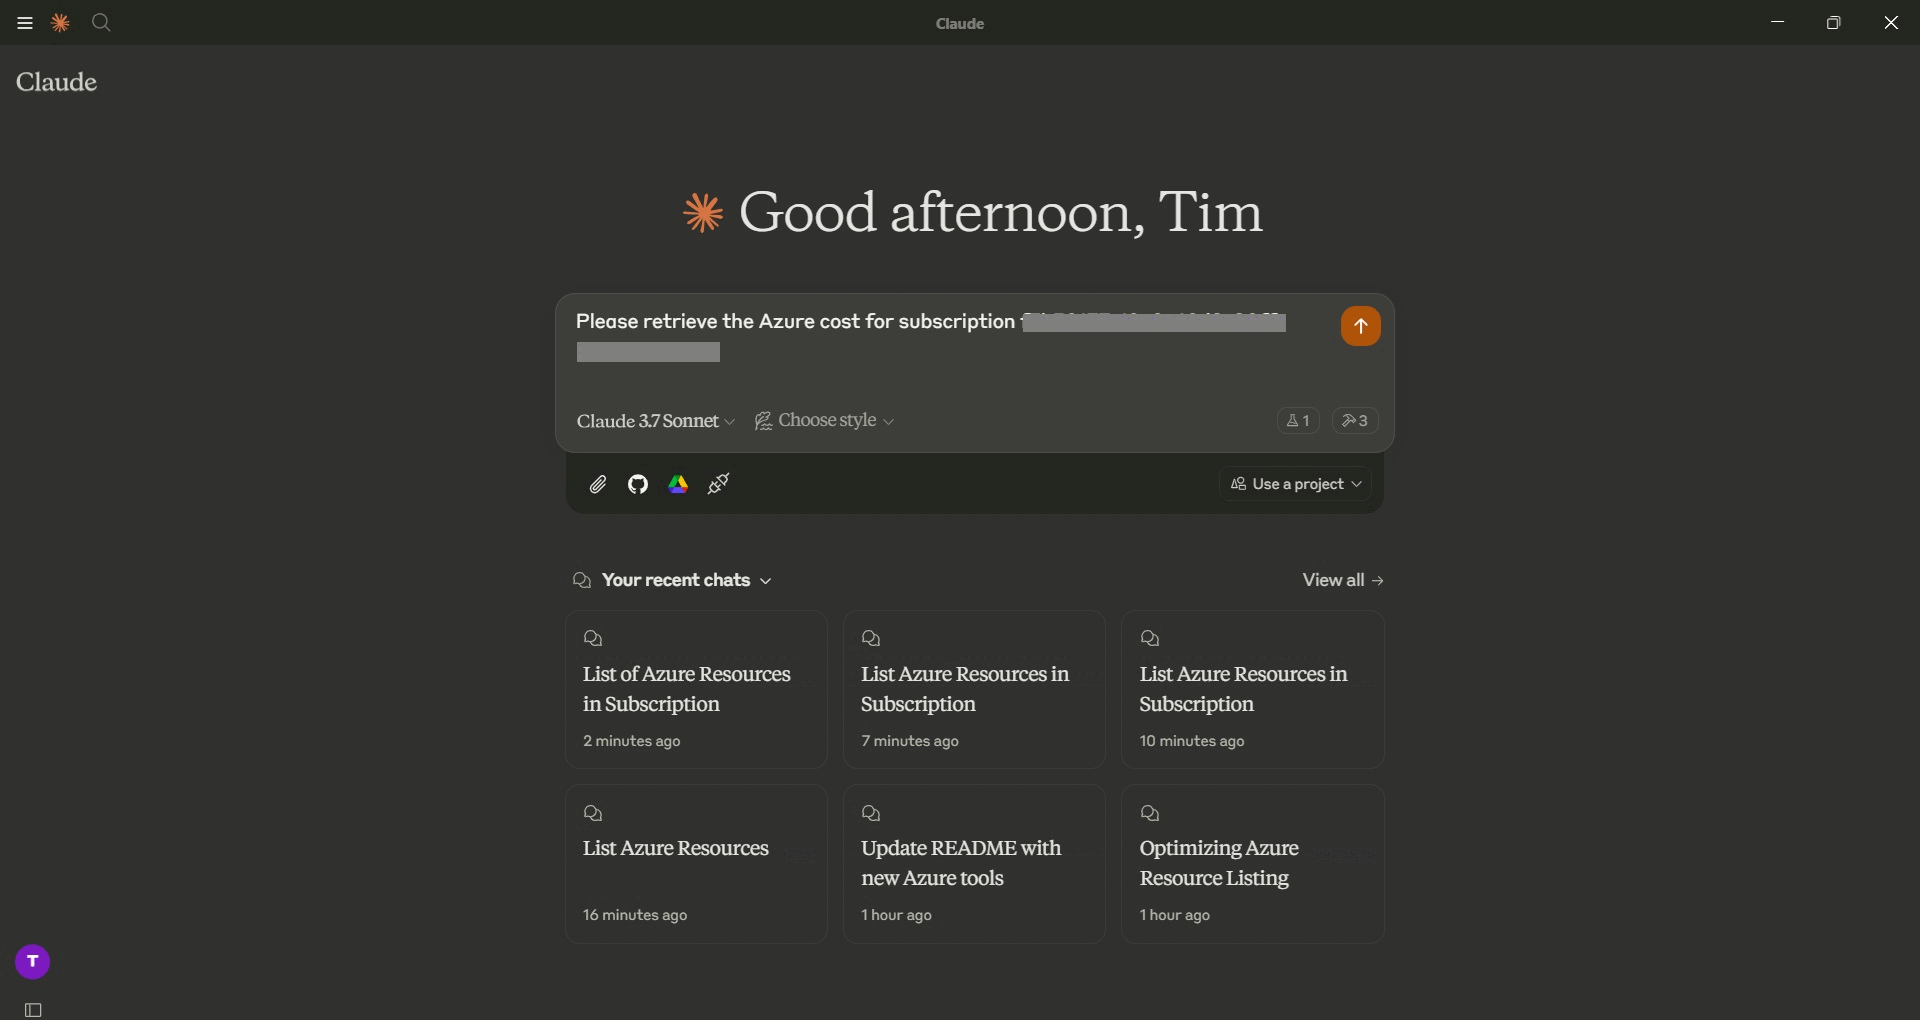 Claude
Claude
Good afternoon, Tim
Please retrieve the Azure cost for subscription
Claude 3.7 Sonnet
Choose style
1
3
Use a project
Your recent chats
View all →
List of Azure Resources
in Subscription
2 minutes ago
List Azure Resources in
Subscription
7 minutes ago
List Azure Resources in
Subscription
10 minutes ago
List Azure Resources
16 minutes ago
Update README with
new Azure tools
1 hour ago
Optimizing Azure
Resource Listing
1 hour ago
T